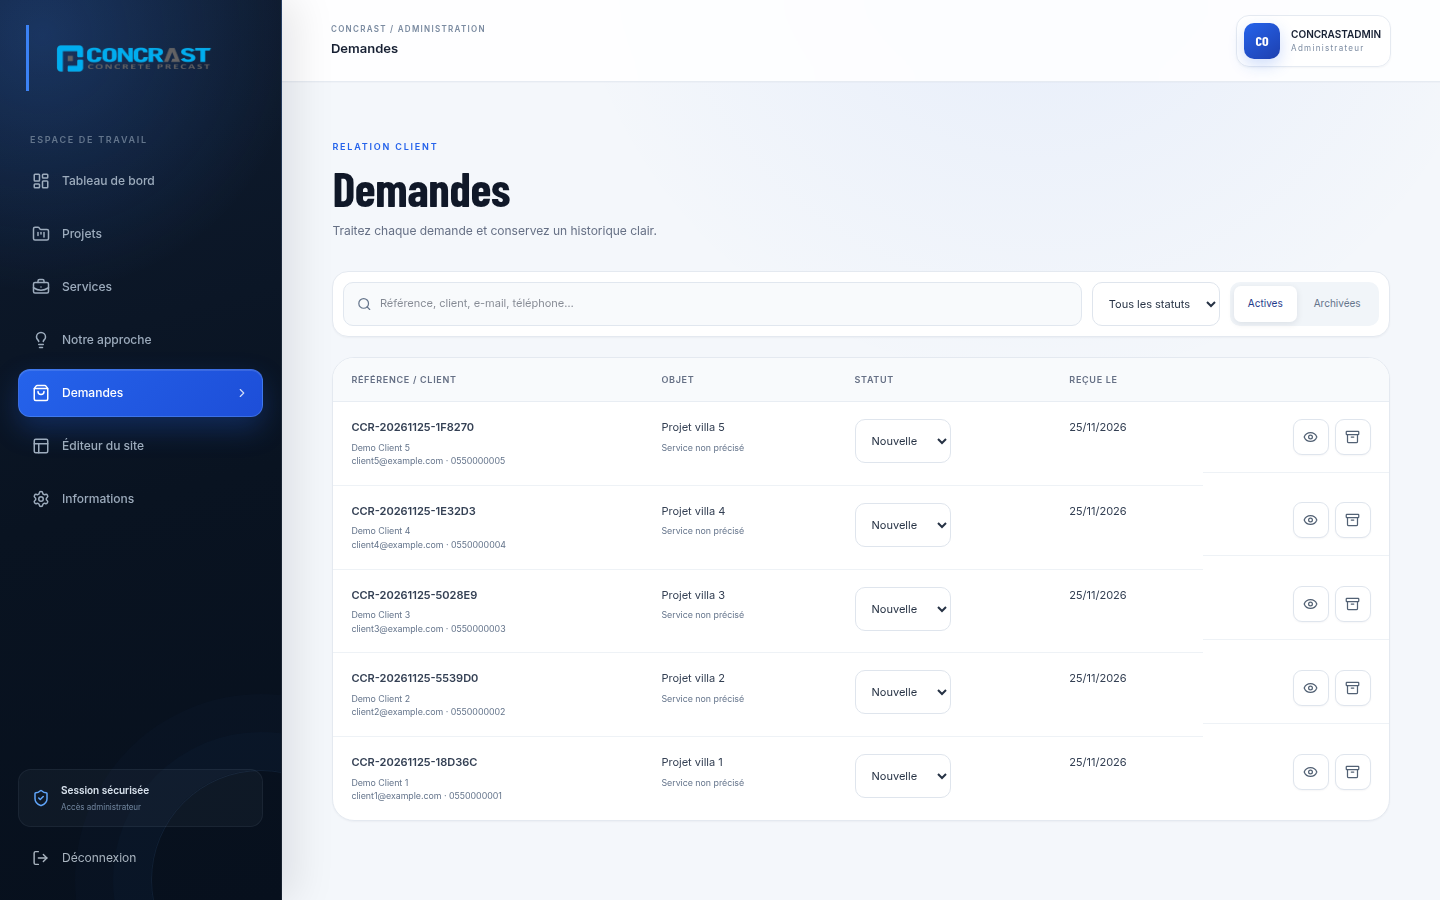 CONCRAST
CONCRETE PRECAST
ESPACE DE TRAVAIL
Tableau de bord
Projets
Services
Notre approche
Demandes
Éditeur du site
Informations
Session sécurisée
Accès administrateur
Déconnexion
CONCRAST / ADMINISTRATION
Demandes
CO
CONCRASTADMIN
Administrateur
RELATION CLIENT
Demandes
Traitez chaque demande et conservez un historique clair.
Référence, client, e-mail, téléphone...
Tous les statuts
Actives
Archivées
RÉFÉRENCE / CLIENT OBJET STATUT REÇUE LE
CCR-20261125-1F8270 Projet villa 5 Nouvelle 25/11/2026
Demo Client 5 Service non précisé
client5@example.com · 0550000005
CCR-20261125-1E32D3 Projet villa 4 Nouvelle 25/11/2026
Demo Client 4 Service non précisé
client4@example.com · 0550000004
CCR-20261125-5028E9 Projet villa 3 Nouvelle 25/11/2026
Demo Client 3 Service non précisé
client3@example.com · 0550000003
CCR-20261125-5539D0 Projet villa 2 Nouvelle 25/11/2026
Demo Client 2 Service non précisé
client2@example.com · 0550000002
CCR-20261125-18D36C Projet villa 1 Nouvelle 25/11/2026
Demo Client 1 Service non précisé
client1@example.com · 0550000001